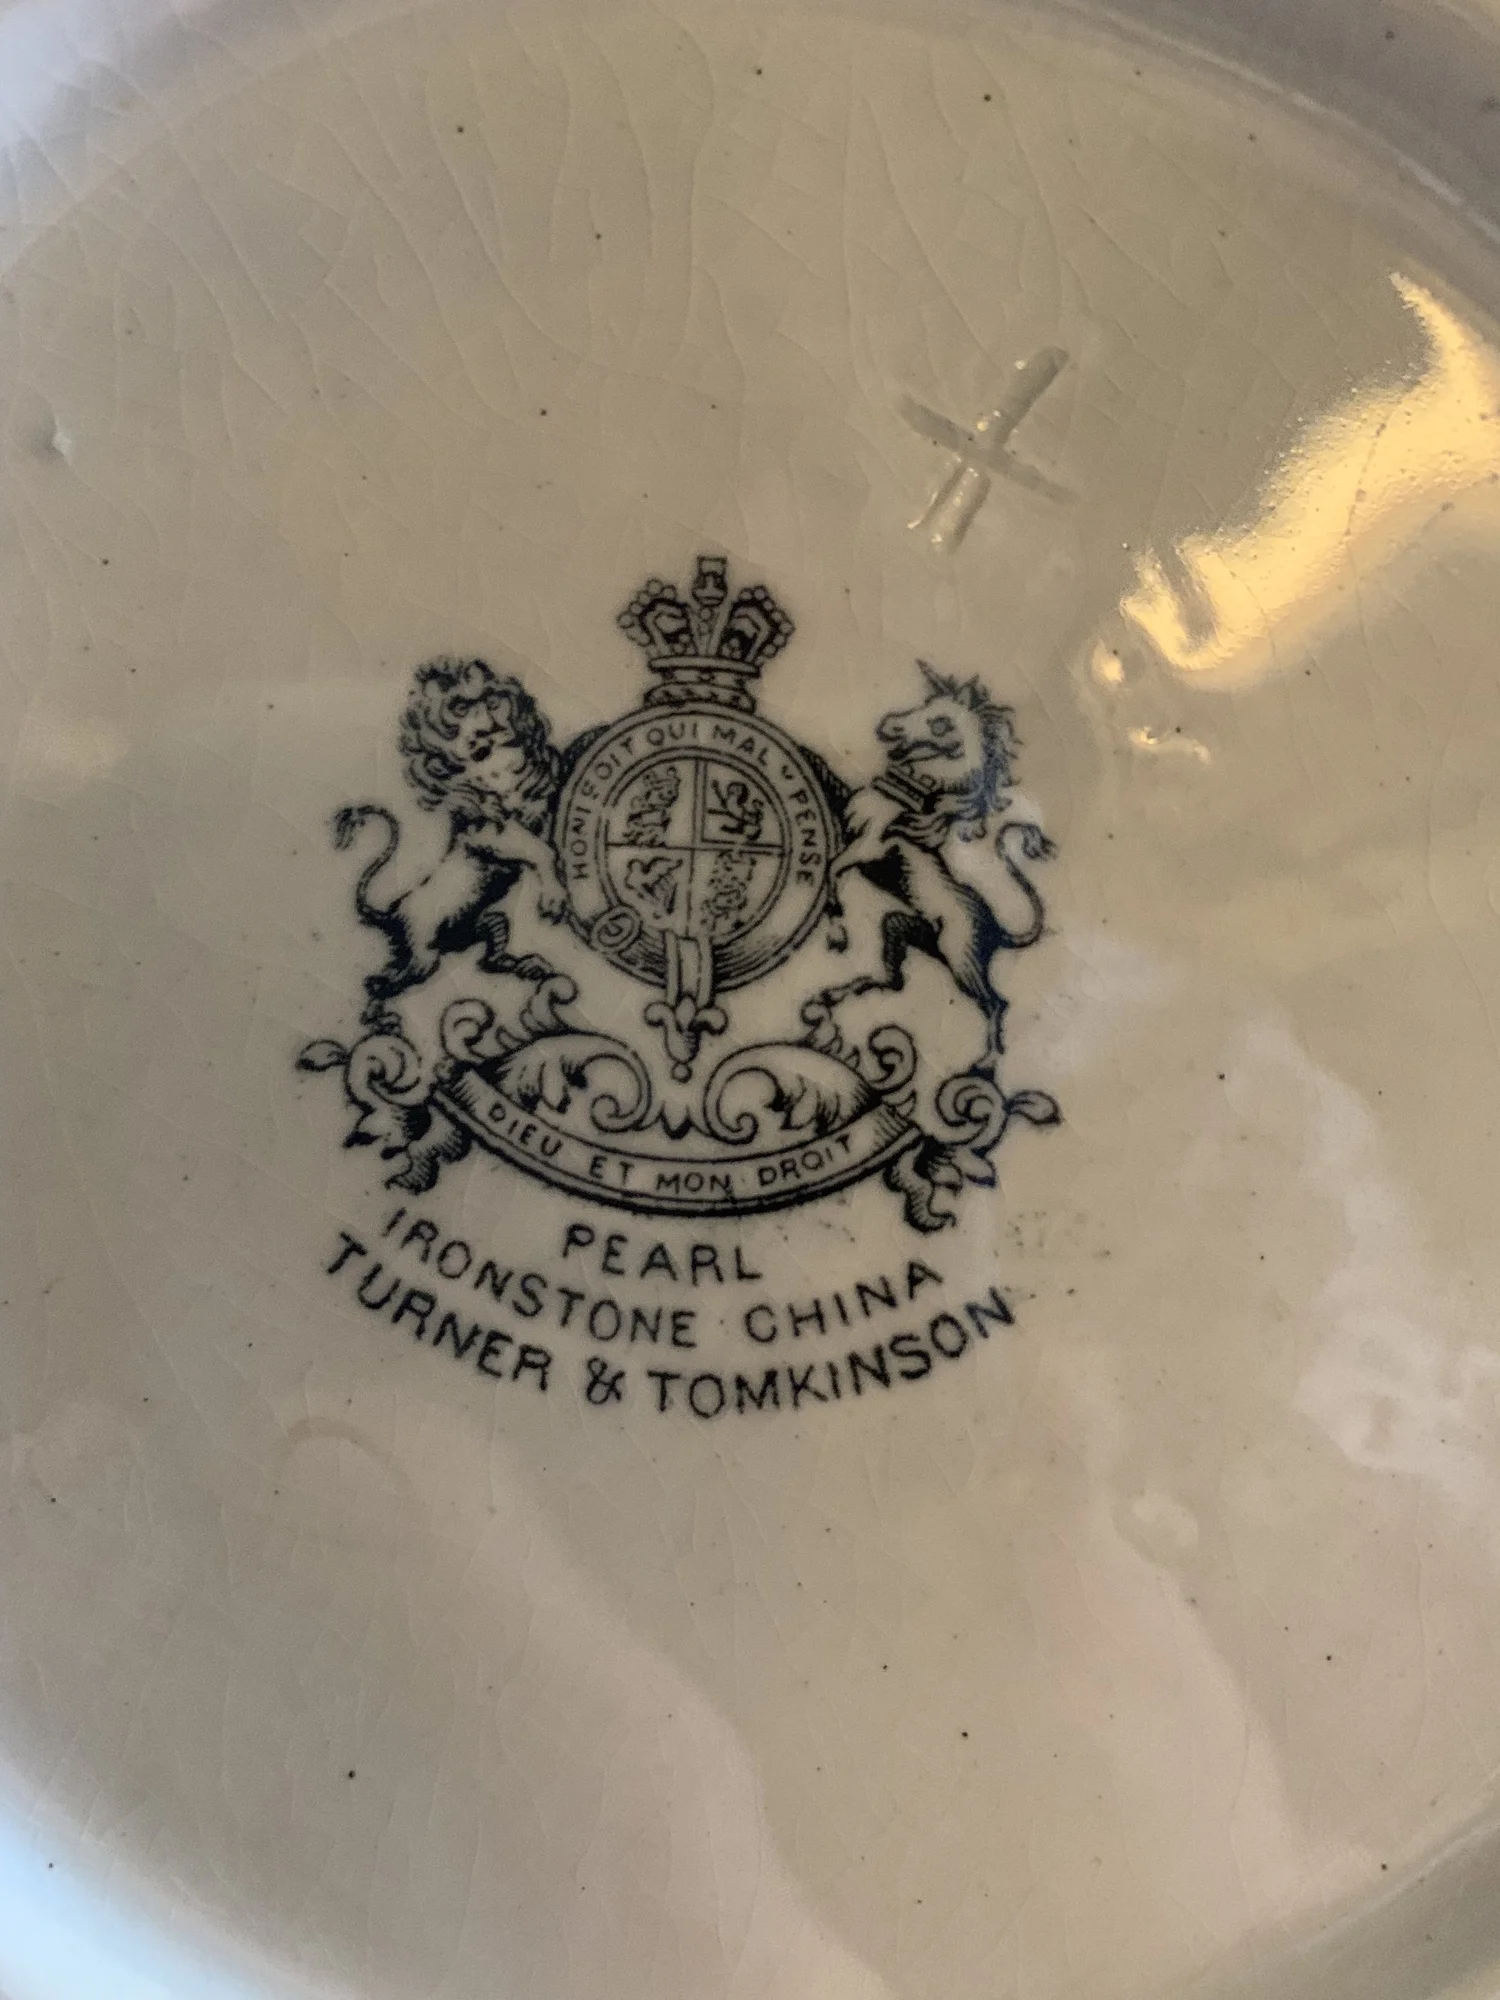 HONI SOIT QUI MAL Y PENSE
DIEU ET MON DROIT
PEARL
IRONSTONE CHINA
TURNER & TOMKINSON